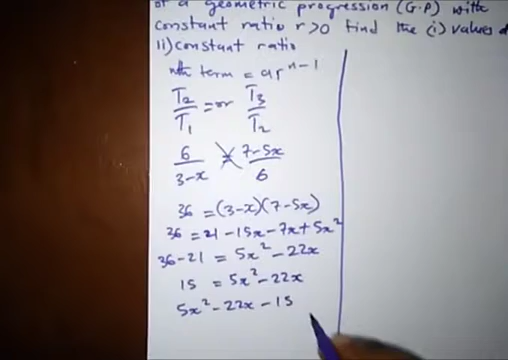 of a geometric progression (G.P) with
constant ratio r>0 find the (i) values
ii) constant ratio
nth term = ar^n-1
T2/T1 = or T3/T2
6/3-x = 7-5x/6
36 = (3-x)(7-5x)
36 = 21-15x-7x+5x²
36-21 = 5x²-22x
15 = 5x²-22x
5x²-22x-15